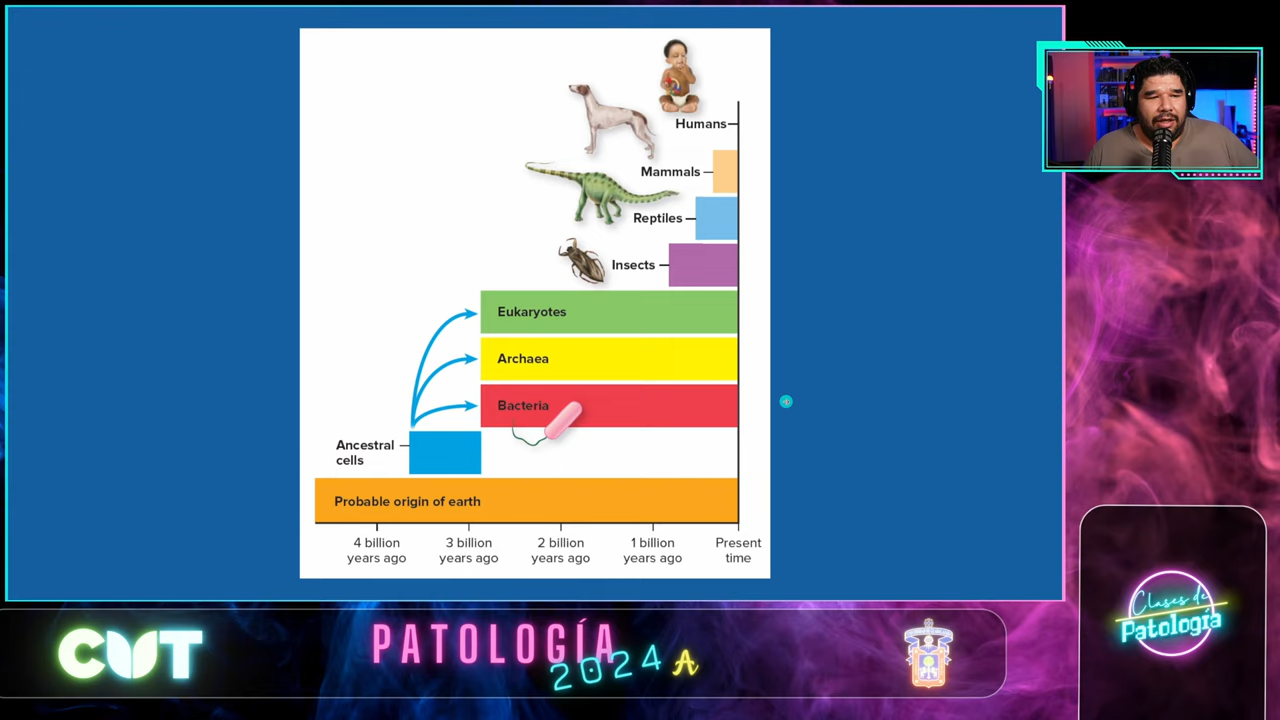 Humans
Mammals
Reptiles
Insects
Eukaryotes
Archaea
Bacteria
Ancestral
cells
Probable origin of earth
4 billion
years ago
3 billion
years ago
2 billion
years ago
1 billion
years ago
Present
time
CUT
PATOLOGÍA
2024 A
Clases de
Patología